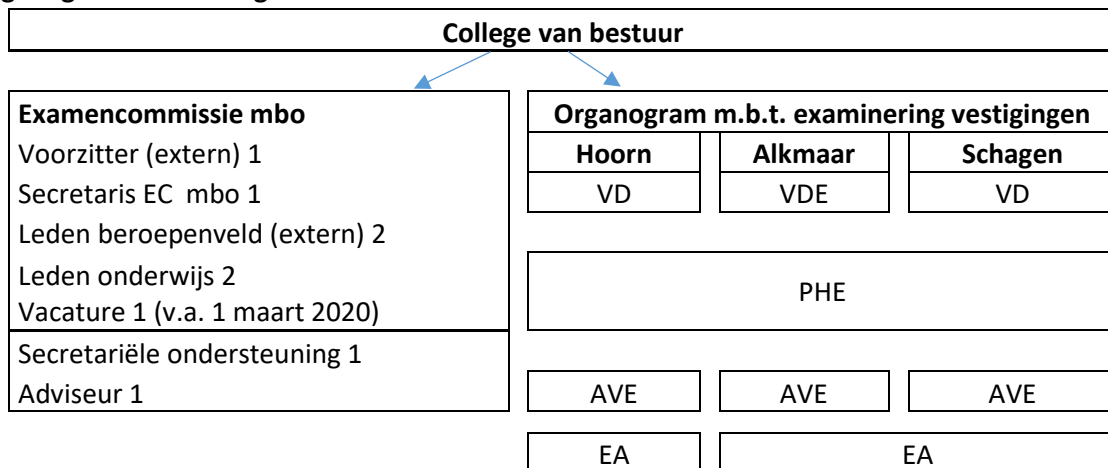 College van bestuur
Examencommissie mbo
Voorzitter (extern) 1
Secretaris EC mbo 1
Leden beroepenveld (extern) 2
Leden onderwijs 2
Vacature 1 (v.a. 1 maart 2020)
Secretariële ondersteuning 1
Adviseur 1
Organogram m.b.t. examinering vestigingen
Hoorn Alkmaar Schagen
VD VDE VD
PHE
AVE AVE AVE
EA EA